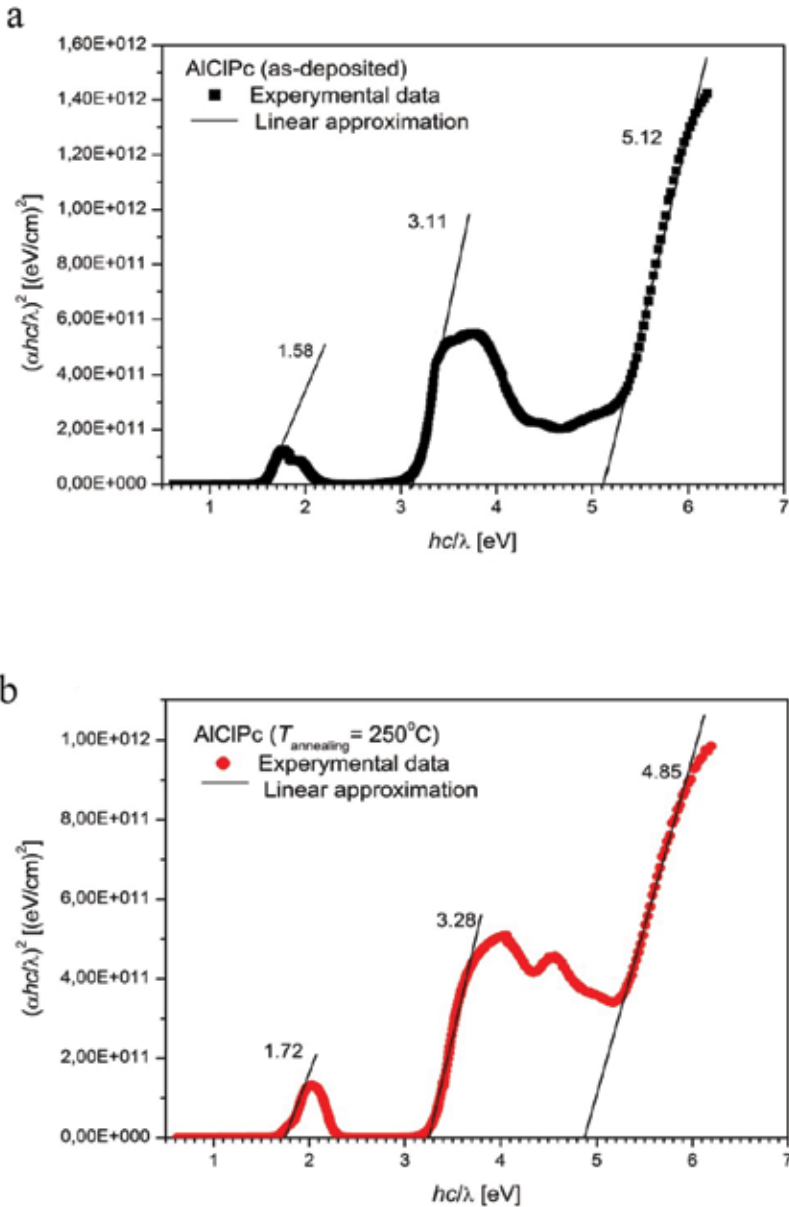 a
1,60E+012
1,40E+012
1,20E+012
1,00E+012
8,00E+011
6,00E+011
4,00E+011
2,00E+011
0,00E+000
(αhc/λ)² [(eV/cm)²]
AlClPc (as-deposited)
Experymental data
Linear approximation
1.58
3.11
5.12
1 2 3 4 5 6 7
hc/λ [eV]
b
1,00E+012
8,00E+011
6,00E+011
4,00E+011
2,00E+011
0,00E+000
(αhc/λ)² [(eV/cm)²]
AlClPc (Tannealing = 250°C)
Experymental data
Linear approximation
1.72
3.28
4.85
1 2 3 4 5 6 7
hc/λ [eV]